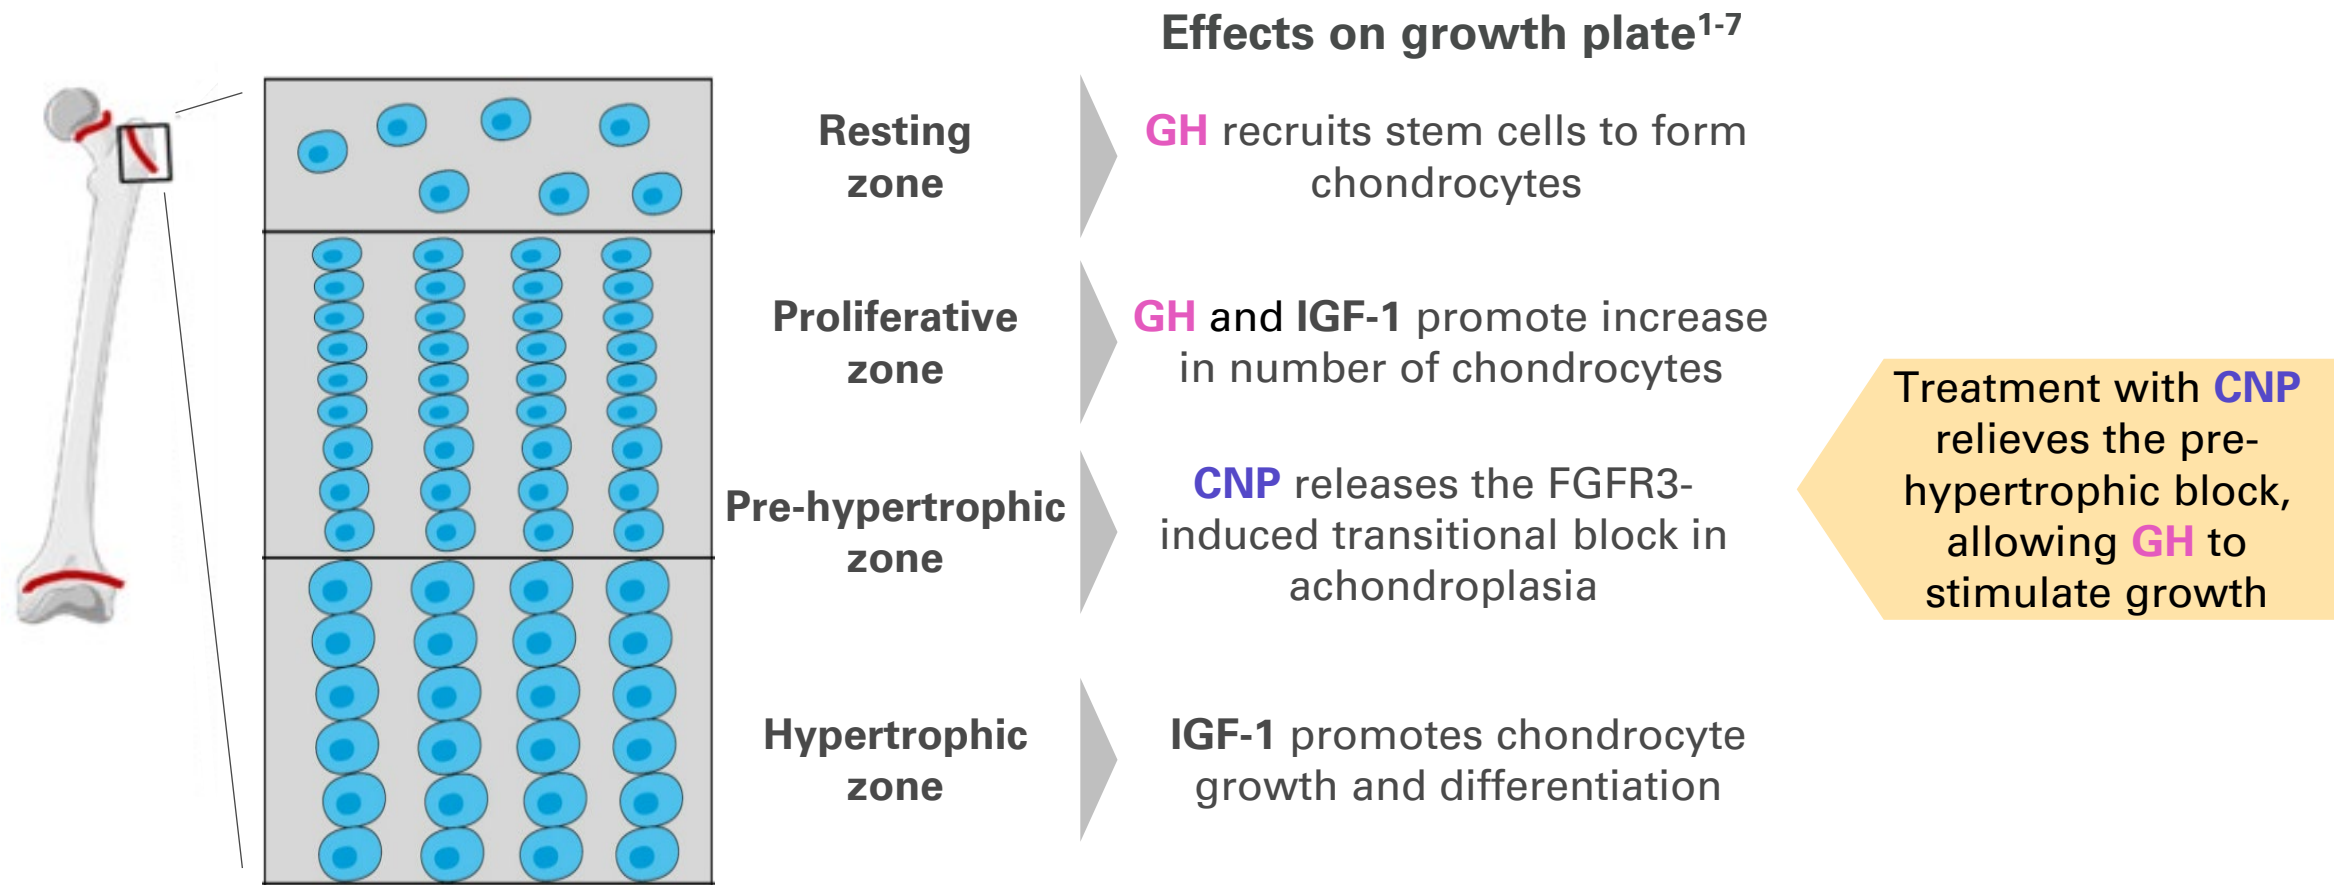 Effects on growth plate¹⁻⁷
Resting
zone
GH recruits stem cells to form
chondrocytes
Proliferative
zone
GH and IGF-1 promote increase
in number of chondrocytes
Pre-hypertrophic
zone
CNP releases the FGFR3-
induced transitional block in
achondroplasia
Treatment with CNP
relieves the pre-
hypertrophic block,
allowing GH to
stimulate growth
Hypertrophic
zone
IGF-1 promotes chondrocyte
growth and differentiation